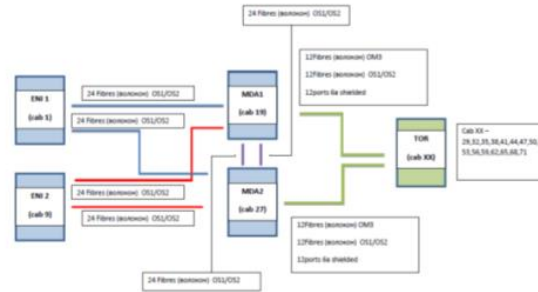 24 Fibres (волокон) OS1/OS2
12Fibres (волокон) OM3
12Fibres (волокон) OS1/OS2
12ports 6a shielded
ENI 1
(cab 1)
24 Fibres (волокон) OS1/OS2
24 Fibres (волокон) OS1/OS2
MDA1
(cab 19)
TOR
(cab XX)
Cab XX –
29,32,35,38,41,44,47,50,
53,56,59,62,65,68,71
ENI 2
(cab 9)
24 Fibres (волокон) OS1/OS2
24 Fibres (волокон) OS1/OS2
MDA2
(cab 27)
12Fibres (волокон) OM3
12Fibres (волокон) OS1/OS2
12ports 6a shielded
24 Fibres (волокон) OS1/OS2